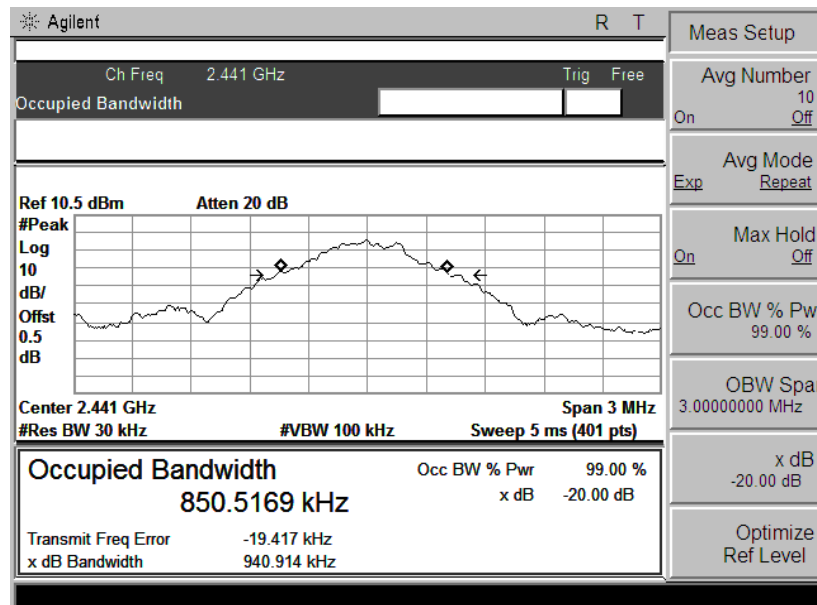 Agilent R T
Ch Freq 2.441 GHz Trig Free
Occupied Bandwidth
Ref 10.5 dBm Atten 20 dB
#Peak
Log
10
dB/
Offst
0.5
dB
Center 2.441 GHz Span 3 MHz
#Res BW 30 kHz #VBW 100 kHz Sweep 5 ms (401 pts)
Occupied Bandwidth
850.5169 kHz
Occ BW % Pwr 99.00 %
x dB -20.00 dB
Transmit Freq Error -19.417 kHz
x dB Bandwidth 940.914 kHz
Meas Setup
Avg Number
10
On Off
Avg Mode
Exp Repeat
Max Hold
On Off
Occ BW % Pw
99.00 %
OBW Spa
3.00000000 MHz
x dB
-20.00 dB
Optimize
Ref Level